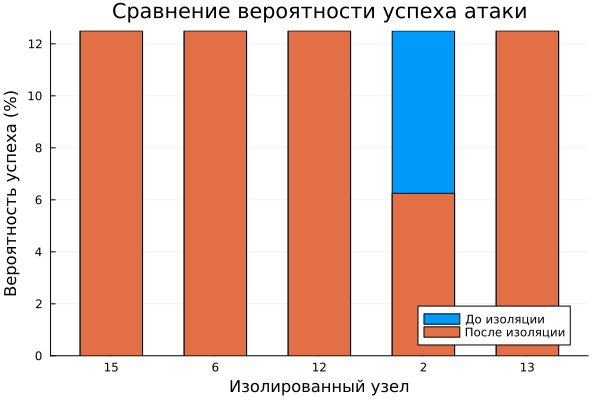 Сравнение вероятности успеха атаки
Вероятность успеха (%)
12
10
8
6
4
2
0
До изоляции
После изоляции
15 6 12 2 13
Изолированный узел